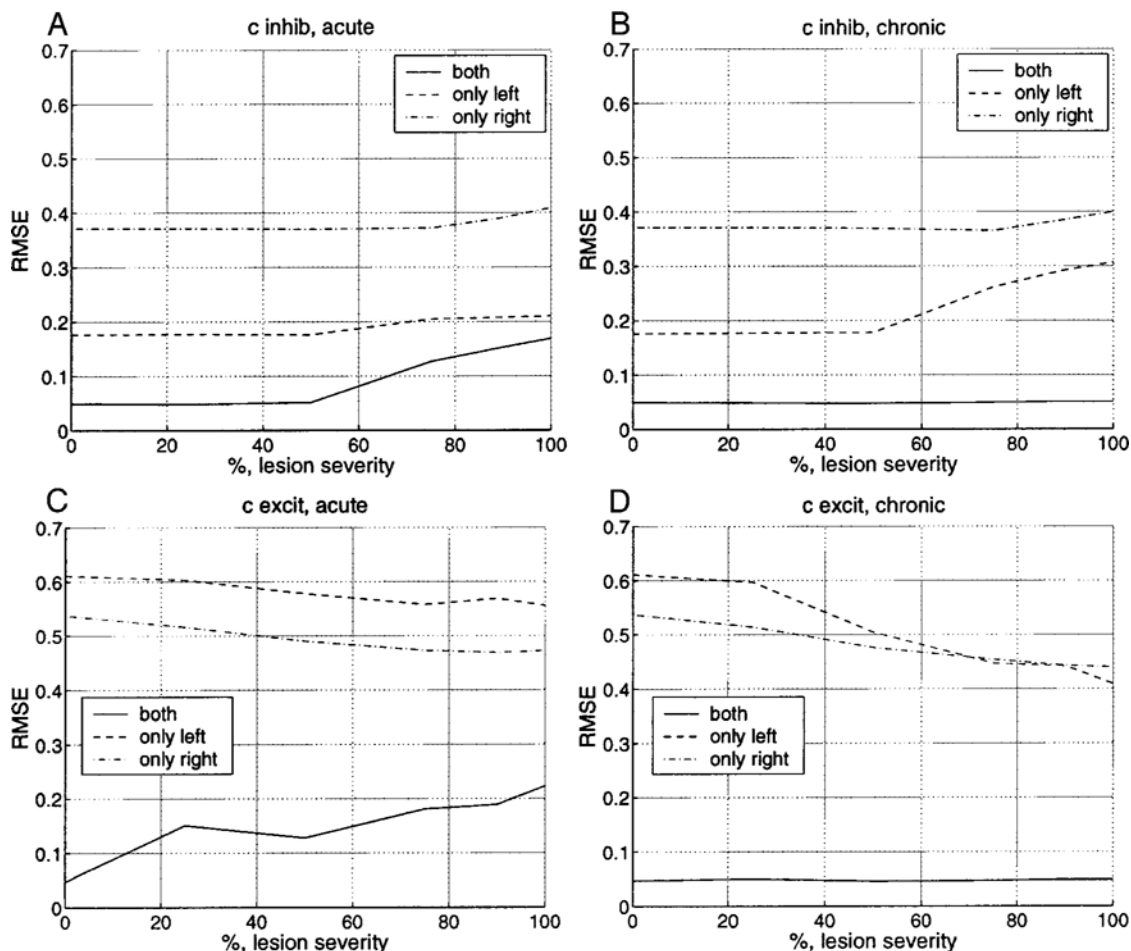 A
c inhib, acute
0.7
0.6
0.5
0.4
0.3
0.2
0.1
0
RMSE
both
only left
only right
0 20 40 60 80 100
%, lesion severity
B
c inhib, chronic
0.7
0.6
0.5
0.4
0.3
0.2
0.1
0
RMSE
both
only left
only right
0 20 40 60 80 100
%, lesion severity
C
c excit, acute
0.7
0.6
0.5
0.4
0.3
0.2
0.1
0
RMSE
both
only left
only right
0 20 40 60 80 100
%, lesion severity
D
c excit, chronic
0.7
0.6
0.5
0.4
0.3
0.2
0.1
0
RMSE
both
only left
only right
0 20 40 60 80 100
%, lesion severity